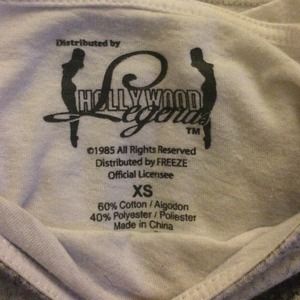 Distributed by
HOLLYWOOD
Legends
TM
©1985 All Rights Reserved
Distributed by FREEZE
Official Licensee
XS
60% Cotton / Algodon
40% Polyester / Poliester
Made in China